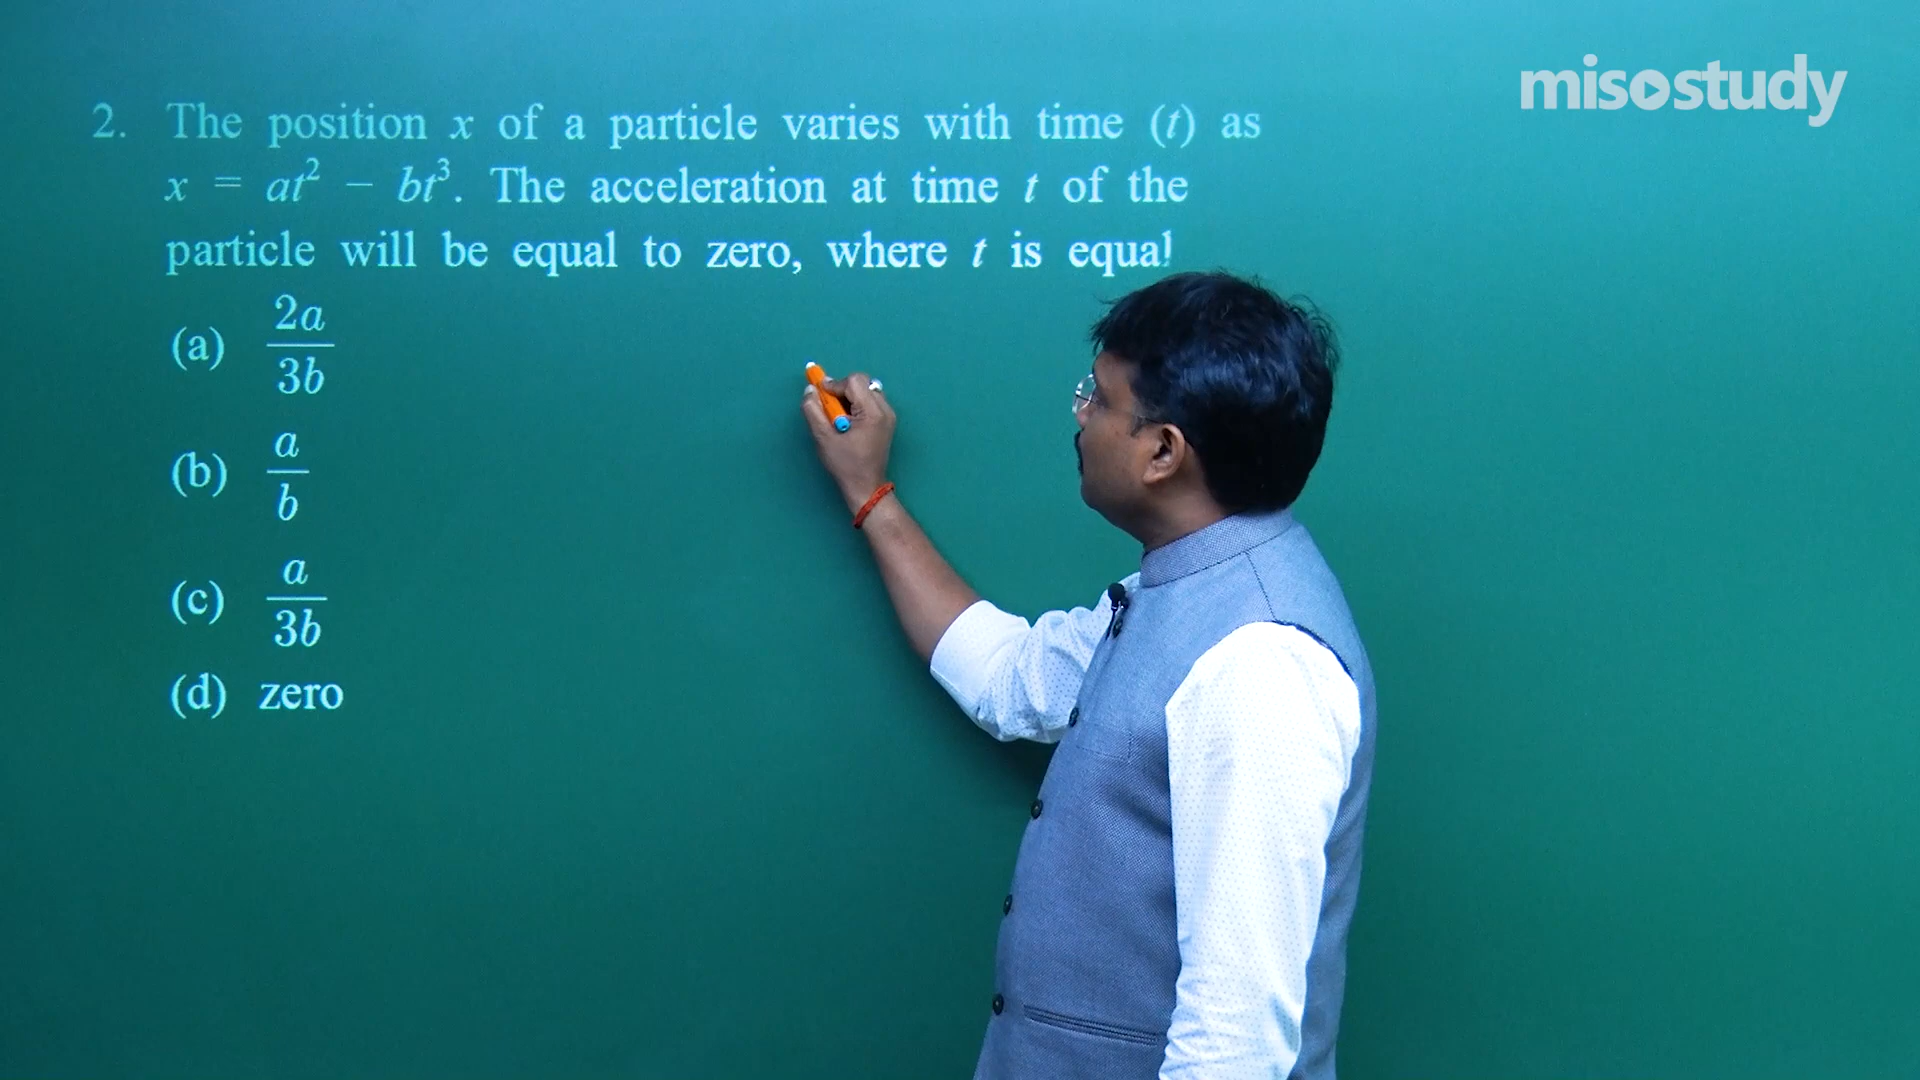 misostudy
2. The position x of a particle varies with time (t) as
x = at² − bt³. The acceleration at time t of the
particle will be equal to zero, where t is equal
(a) 2a/3b
(b) a/b
(c) a/3b
(d) zero